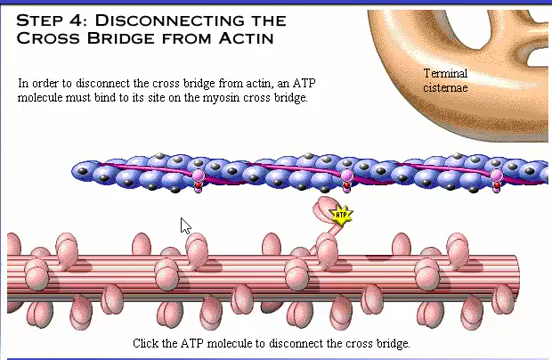 STEP 4: DISCONNECTING THE
CROSS BRIDGE FROM ACTIN
In order to disconnect the cross bridge from actin, an ATP
molecule must bind to its site on the myosin cross bridge.
Terminal
cisternae
ATP
Click the ATP molecule to disconnect the cross bridge.